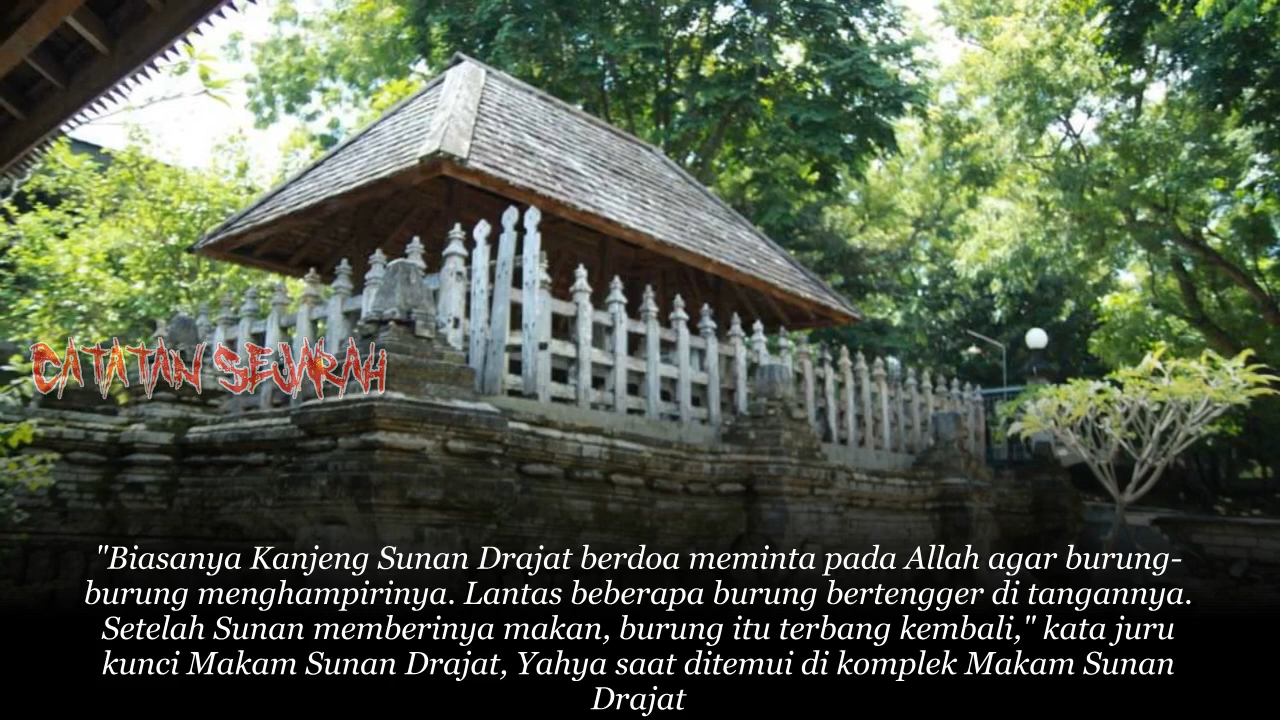 CATATAN SEJARAH
"Biasanya Kanjeng Sunan Drajat berdoa meminta pada Allah agar burung-
burung menghampirinya. Lantas beberapa burung bertengger di tangannya.
Setelah Sunan memberinya makan, burung itu terbang kembali," kata juru
kunci Makam Sunan Drajat, Yahya saat ditemui di komplek Makam Sunan
Drajat